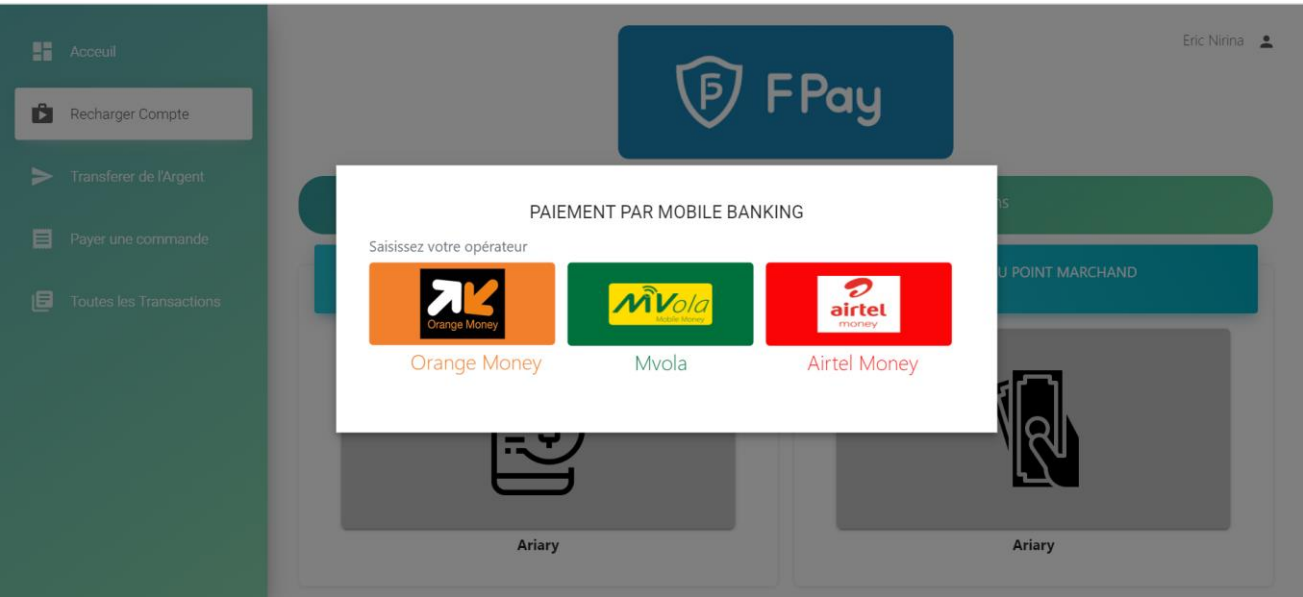 Acceuil
Recharger Compte
Transferer de l'Argent
Payer une commande
Toutes les Transactions
Eric Nirina
F Pay
PAIEMENT PAR MOBILE BANKING
Saisissez votre opérateur
Orange Money
MVola
Mobile Money
airtel
money
Orange Money
Mvola
Airtel Money
POINT MARCHAND
Ariary
Ariary